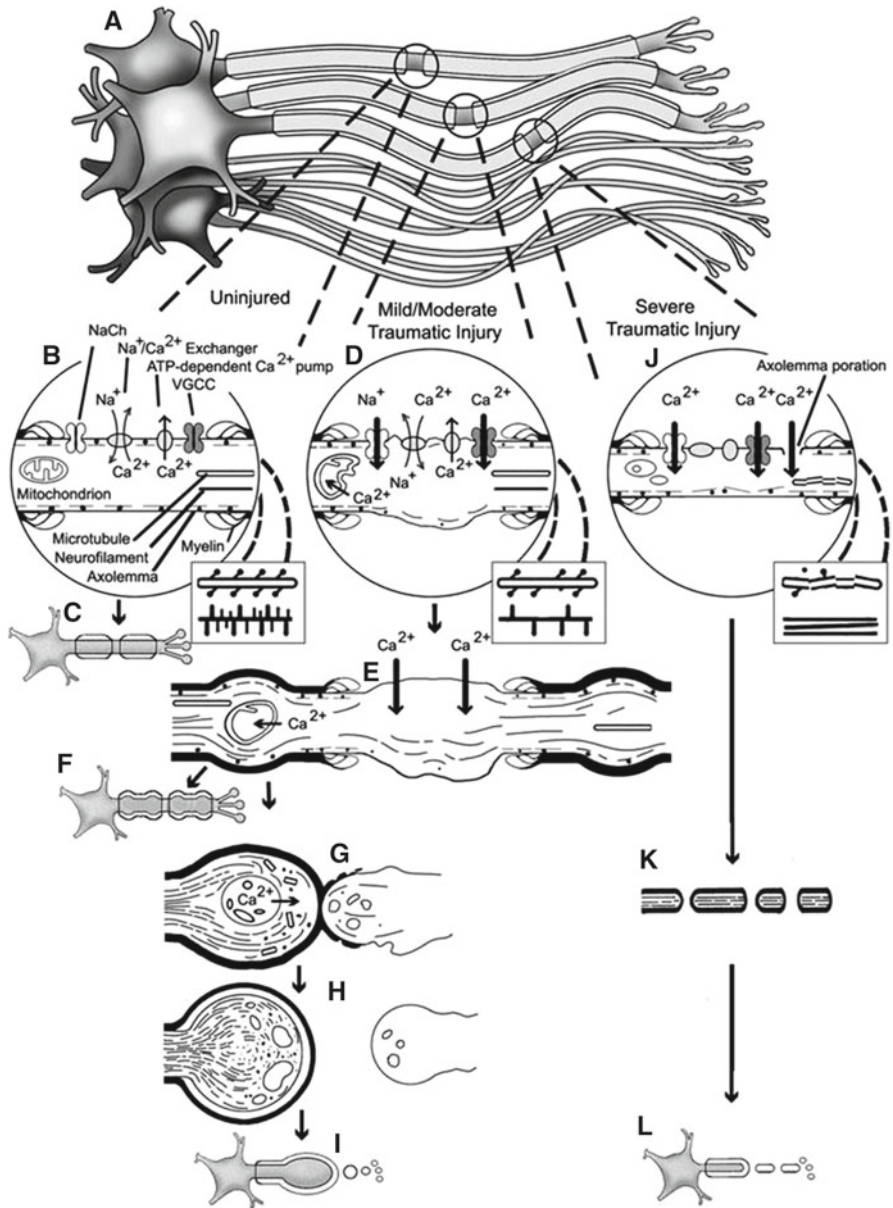 A
Uninjured
Mild/Moderate
Traumatic Injury
Severe
Traumatic Injury
B
NaCh
Na⁺/Ca²⁺ Exchanger
ATP-dependent Ca²⁺ pump
VGCC
Na⁺
Ca²⁺ Ca²⁺
Mitochondrion
Microtubule
Neurofilament
Axolemma
Myelin
D
Na⁺ Ca²⁺ Ca²⁺
Ca²⁺
Na⁺
Ca²⁺
J
Axolemma poration
Ca²⁺ Ca²⁺Ca²⁺
C
Ca²⁺ Ca²⁺
E
Ca²⁺
F
G
Ca²⁺
K
H
I
L